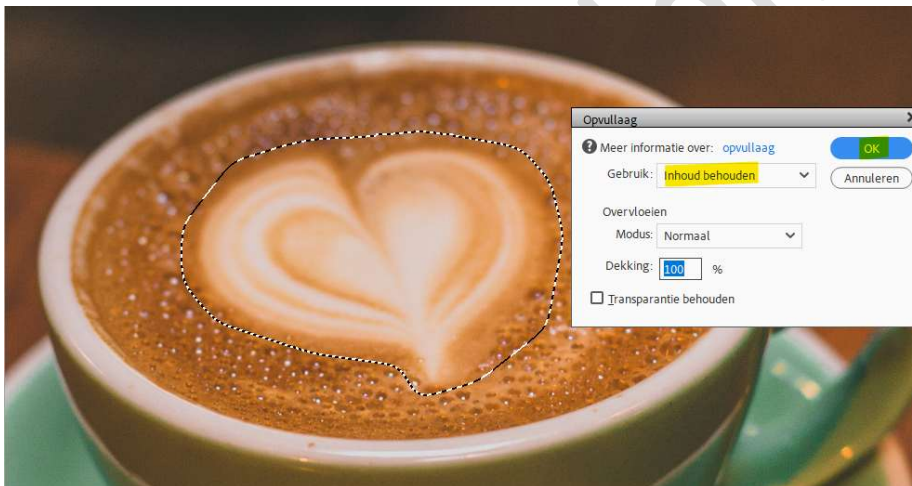 Opvullaag
Meer informatie over: opvullaag
OK
Gebruik: Inhoud behouden
Annuleren
Overvloeien
Modus: Normaal
Dekking: 100 %
Transparantie behouden